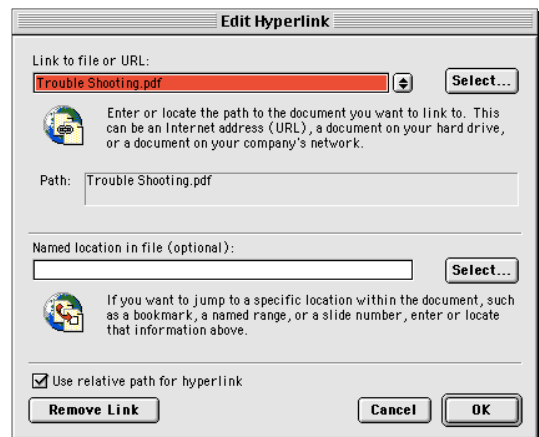 Edit Hyperlink
Link to file or URL:
Trouble Shooting.pdf
Select...
Enter or locate the path to the document you want to link to. This
can be an Internet address (URL), a document on your hard drive,
or a document on your company's network.
Path: Trouble Shooting.pdf
Named location in file (optional):
Select...
If you want to jump to a specific location within the document, such
as a bookmark, a named range, or a slide number, enter or locate
that information above.
Use relative path for hyperlink
Remove Link Cancel OK